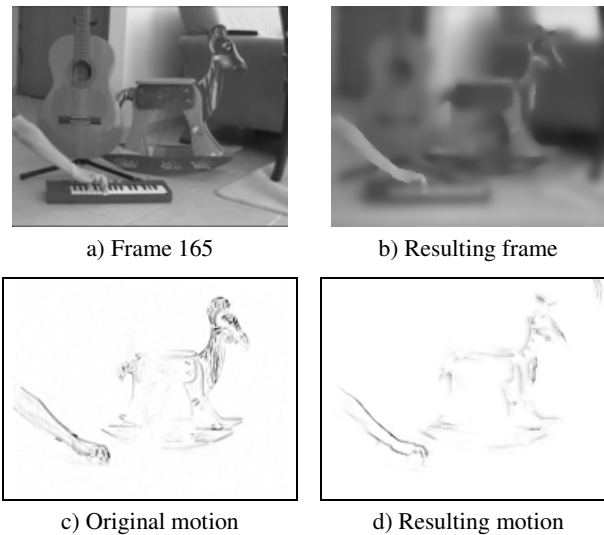 a) Frame 165
b) Resulting frame
c) Original motion
d) Resulting motion